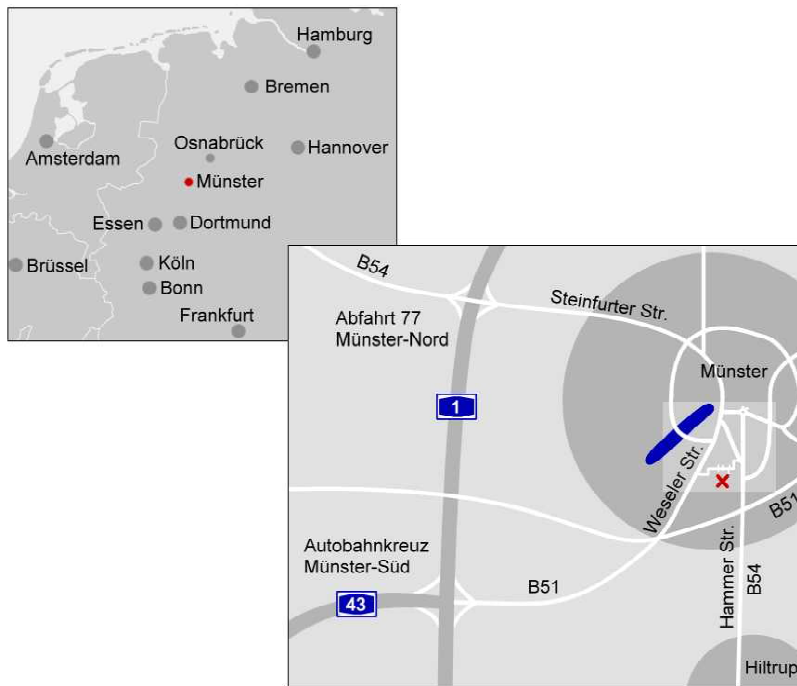 Hamburg
Bremen
Osnabrück
Hannover
Amsterdam
Münster
Essen
Dortmund
Brüssel
Köln
Bonn
Frankfurt
B54
Steinfurter Str.
Abfahrt 77
Münster-Nord
Münster
1
Weseler Str.
B51
Autobahnkreuz
Münster-Süd
B51
43
Hammer Str.
B54
Hiltrup